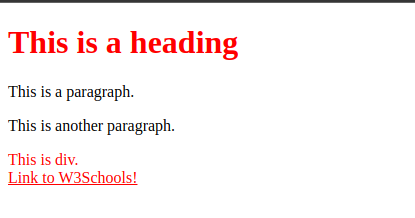 This is a heading
This is a paragraph.
This is another paragraph.
This is div.
Link to W3Schools!